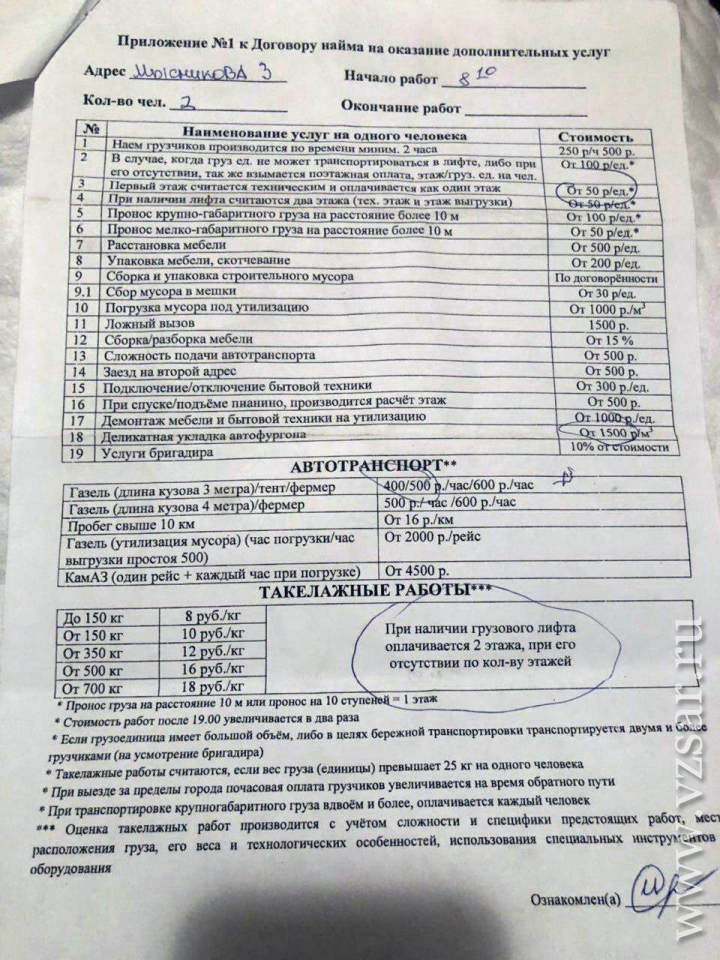 Приложение №1 к Договору найма на оказание дополнительных услуг
Адрес Мысникова 3 Начало работ 8 10
Кол-во чел. 2 Окончание работ
№ Наименование услуг на одного человека Стоимость
1 Наем грузчиков производится по времени миним. 2 часа 250 р/ч 500 р.
2 В случае, когда груз ед. не может транспортироваться в лифте, либо при От 100 р/ед.*
его отсутствии, так же взымается поэтажная оплата, этаж/груз. ед. на чел.
3 Первый этаж считается техническим и оплачивается как один этаж От 50 р/ед.*
4 При наличии лифта считаются два этажа (тех. этаж и этаж выгрузки) От 50 р/ед.*
5 Пронос крупно-габаритного груза на расстояние более 10 м От 100 р/ед.*
6 Пронос мелко-габаритного груза на расстояние более 10 м От 50 р/ед.*
7 Расстановка мебели От 500 р/ед.
8 Упаковка мебели, скотчевание От 200 р/ед.
9 Сборка и упаковка строительного мусора По договорённости
9.1 Сбор мусора в мешки От 30 р/ед.
10 Погрузка мусора под утилизацию От 1000 р./м³
11 Ложный вызов 1500 р.
12 Сборка/разборка мебели От 15 %
13 Сложность подачи автотранспорта От 500 р.
14 Заезд на второй адрес От 500 р.
15 Подключение/отключение бытовой техники От 300 р./ед.
16 При спуске/подъёме пианино, производится расчёт этаж От 500 р.
17 Демонтаж мебели и бытовой техники на утилизацию От 1000 р./ед.
18 Деликатная укладка автофургона От 1500 р/м³
19 Услуги бригадира 10% от стоимости
АВТОТРАНСПОРТ**
Газель (длина кузова 3 метра)/тент/фермер 400/500 р./час/600 р./час
Газель (длина кузова 4 метра)/фермер 500 р./ час /600 р./час
Пробег свыше 10 км От 16 р./км
Газель (утилизация мусора) (час погрузки/час От 2000 р./рейс
выгрузки простоя 500)
КамАЗ (один рейс + каждый час при погрузке) От 4500 р.
ТАКЕЛАЖНЫЕ РАБОТЫ***
До 150 кг 8 руб./кг
От 150 кг 10 руб./кг
От 350 кг 12 руб./кг
От 500 кг 16 руб./кг
От 700 кг 18 руб./кг
При наличии грузового лифта
оплачивается 2 этажа, при его
отсутствии по кол-ву этажей
* Пронос груза на расстояние 10 м или пронос на 10 ступеней = 1 этаж
* Стоимость работ после 19.00 увеличивается в два раза
* Если грузоединица имеет большой объём, либо в целях бережной транспортировки транспортируется двумя и более
грузчиками (на усмотрение бригадира)
* Такелажные работы считаются, если вес груза (единицы) превышает 25 кг на одного человека
* При выезде за пределы города почасовая оплата грузчиков увеличивается на время обратного пути
* При транспортировке крупногабаритного груза вдвоём и более, оплачивается каждый человек
*** Оценка такелажных работ производится с учётом сложности и специфики предстоящих работ, мест
расположения груза, его веса и технологических особенностей, использования специальных инструментов
оборудования
Ознакомлен(а)
www.vzsar.ru